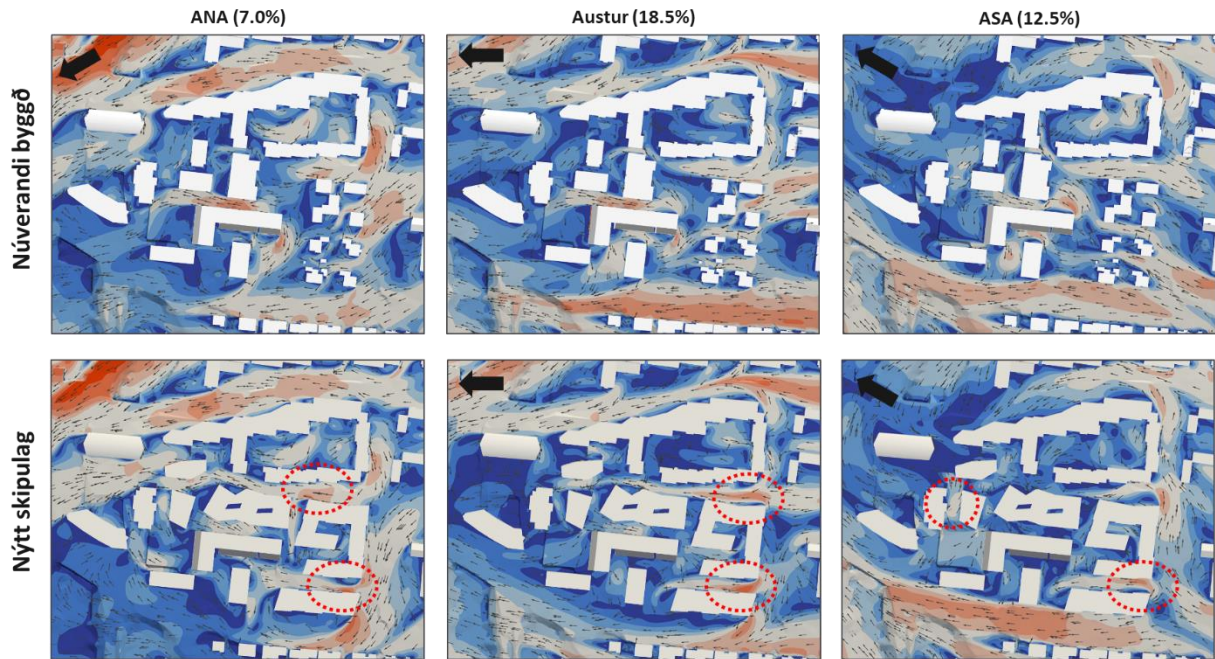 ANA (7.0%)
Austur (18.5%)
ASA (12.5%)
Núverandi byggð
Nýtt skipulag